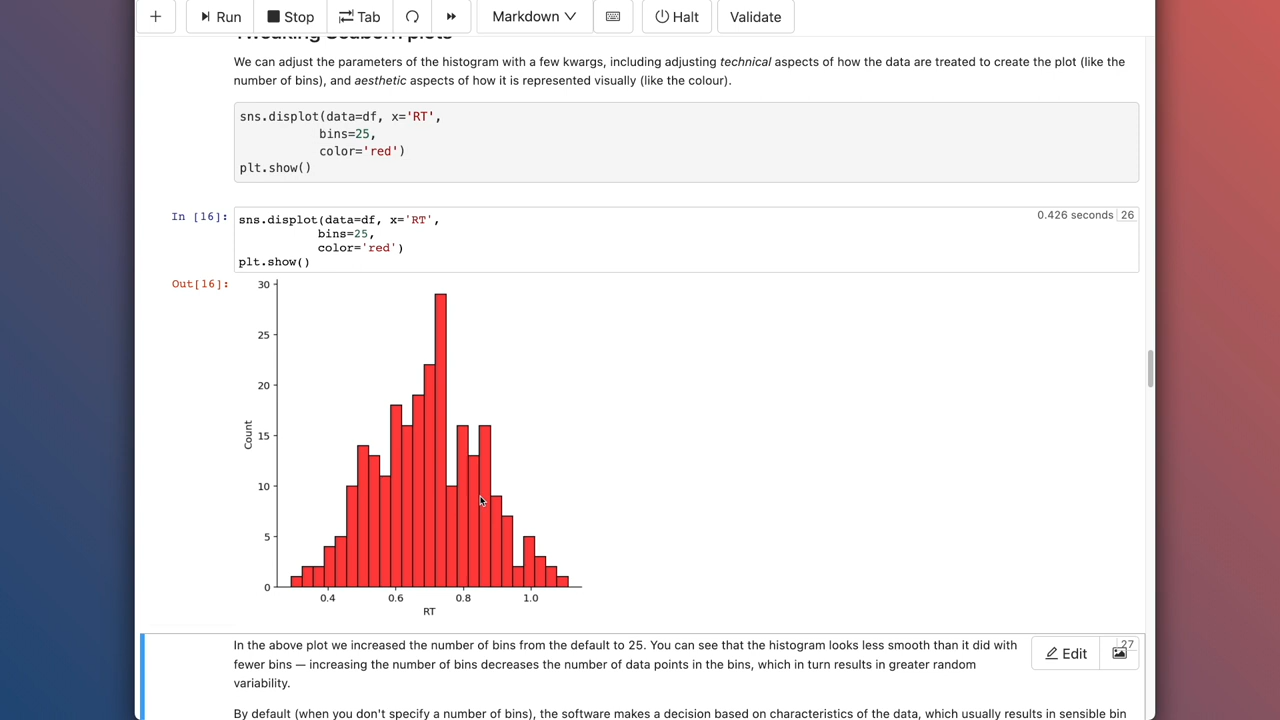 Run Stop Tab Markdown Halt Validate
Tweaking Seaborn plots
We can adjust the parameters of the histogram with a few kwargs, including adjusting technical aspects of how the data are treated to create the plot (like the
number of bins), and aesthetic aspects of how it is represented visually (like the colour).
sns.displot(data=df, x='RT',
bins=25,
color='red')
plt.show()
In [16]:
sns.displot(data=df, x='RT',
bins=25,
color='red')
plt.show()
0.426 seconds 26
Out[16]:
30
25
20
15
10
5
0
Count
0.4 0.6 0.8 1.0
RT
In the above plot we increased the number of bins from the default to 25. You can see that the histogram looks less smooth than it did with
fewer bins — increasing the number of bins decreases the number of data points in the bins, which in turn results in greater random
variability.
Edit 27
By default (when you don't specify a number of bins), the software makes a decision based on characteristics of the data, which usually results in sensible bin